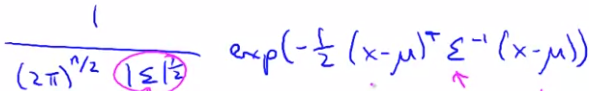 1 / ((2π)^{n/2} |Σ|^{1/2}) exp(-1/2 (x-μ)^T Σ^{-1} (x-μ))